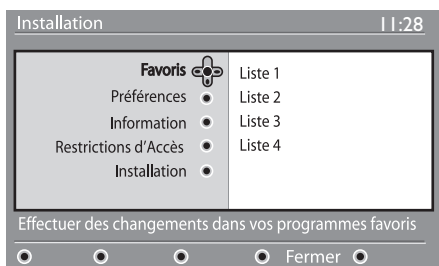 Installation 11:28
Favoris
Préférences
Information
Restrictions d'Accès
Installation
Liste 1
Liste 2
Liste 3
Liste 4
Effectuer des changements dans vos programmes favoris
Fermer